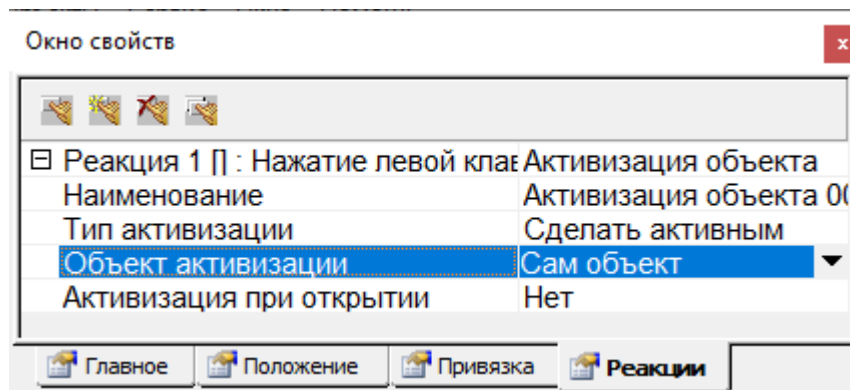 Окно свойств
x
Реакция 1 [] : Нажатие левой клав Активизация объекта
Наименование Активизация объекта 00
Тип активизации Сделать активным
Объект активизации Сам объект
Активизация при открытии Нет
Главное Положение Привязка Реакции